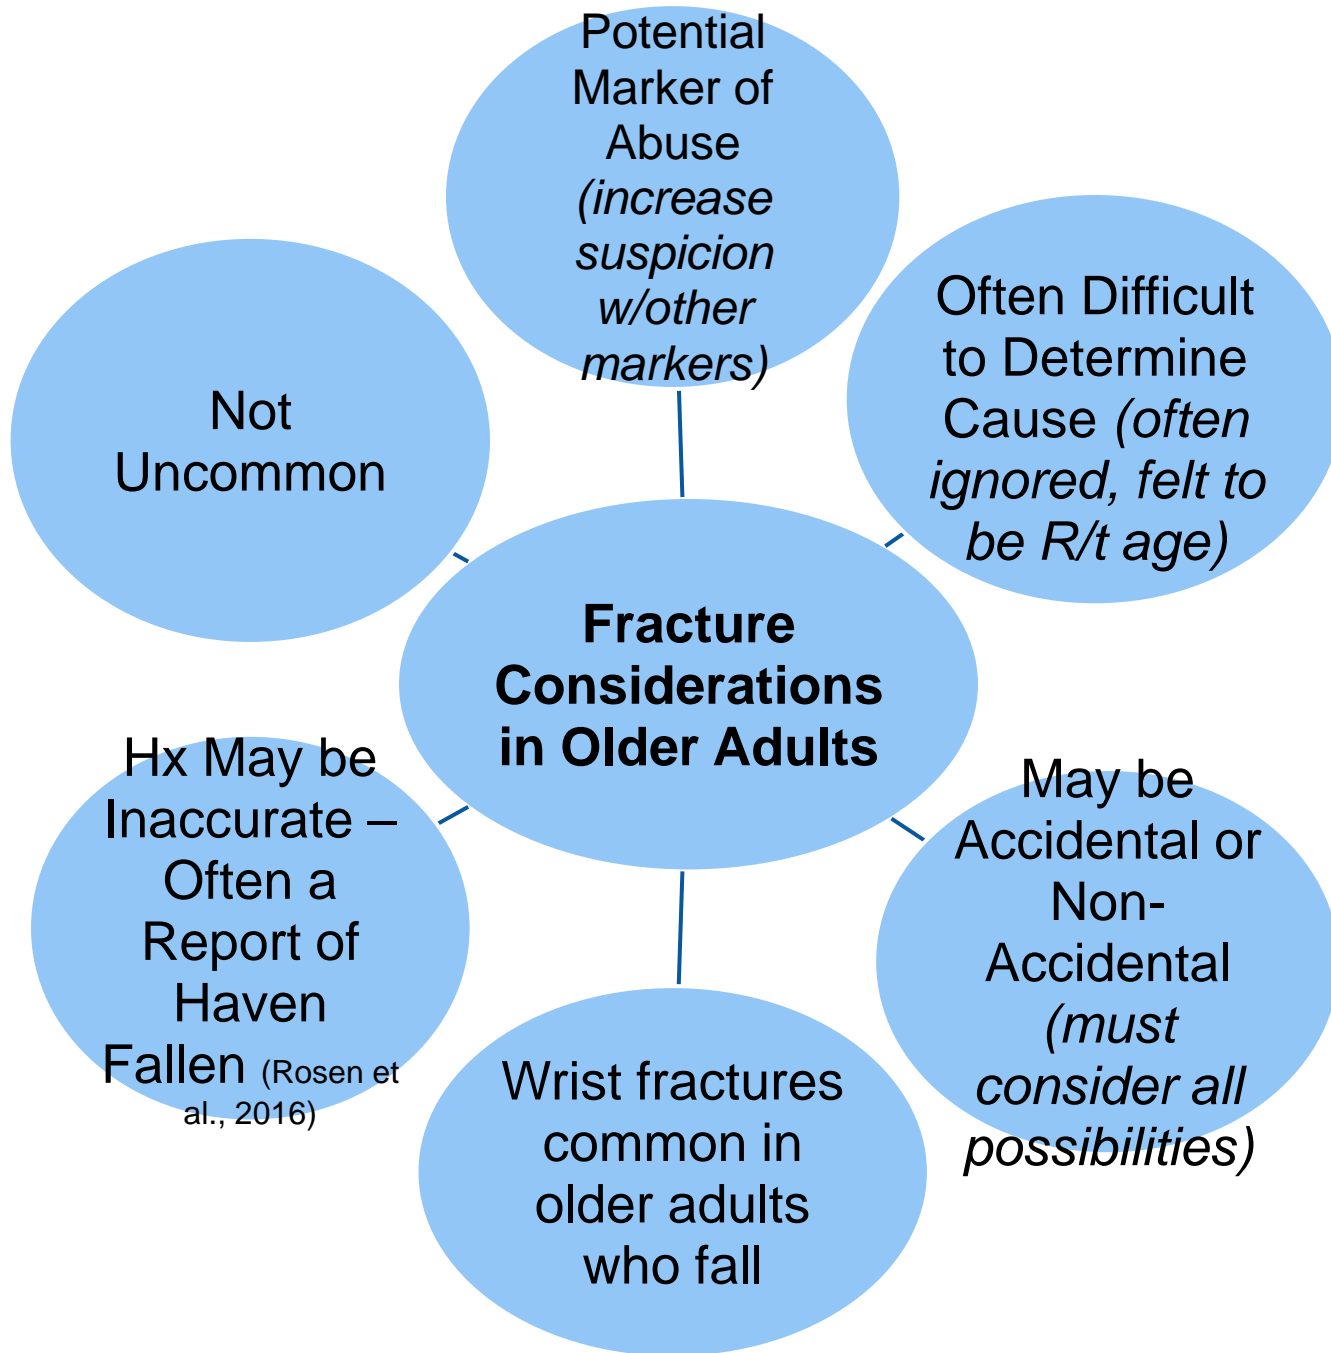 Potential
Marker of
Abuse
(increase
suspicion
w/other
markers)
Often Difficult
to Determine
Cause (often
ignored, felt to
be R/t age)
Not
Uncommon
Fracture
Considerations
in Older Adults
Hx May be
Inaccurate –
Often a
Report of
Haven
Fallen (Rosen et
al., 2016)
May be
Accidental or
Non-
Accidental
(must
consider all
possibilities)
Wrist fractures
common in
older adults
who fall